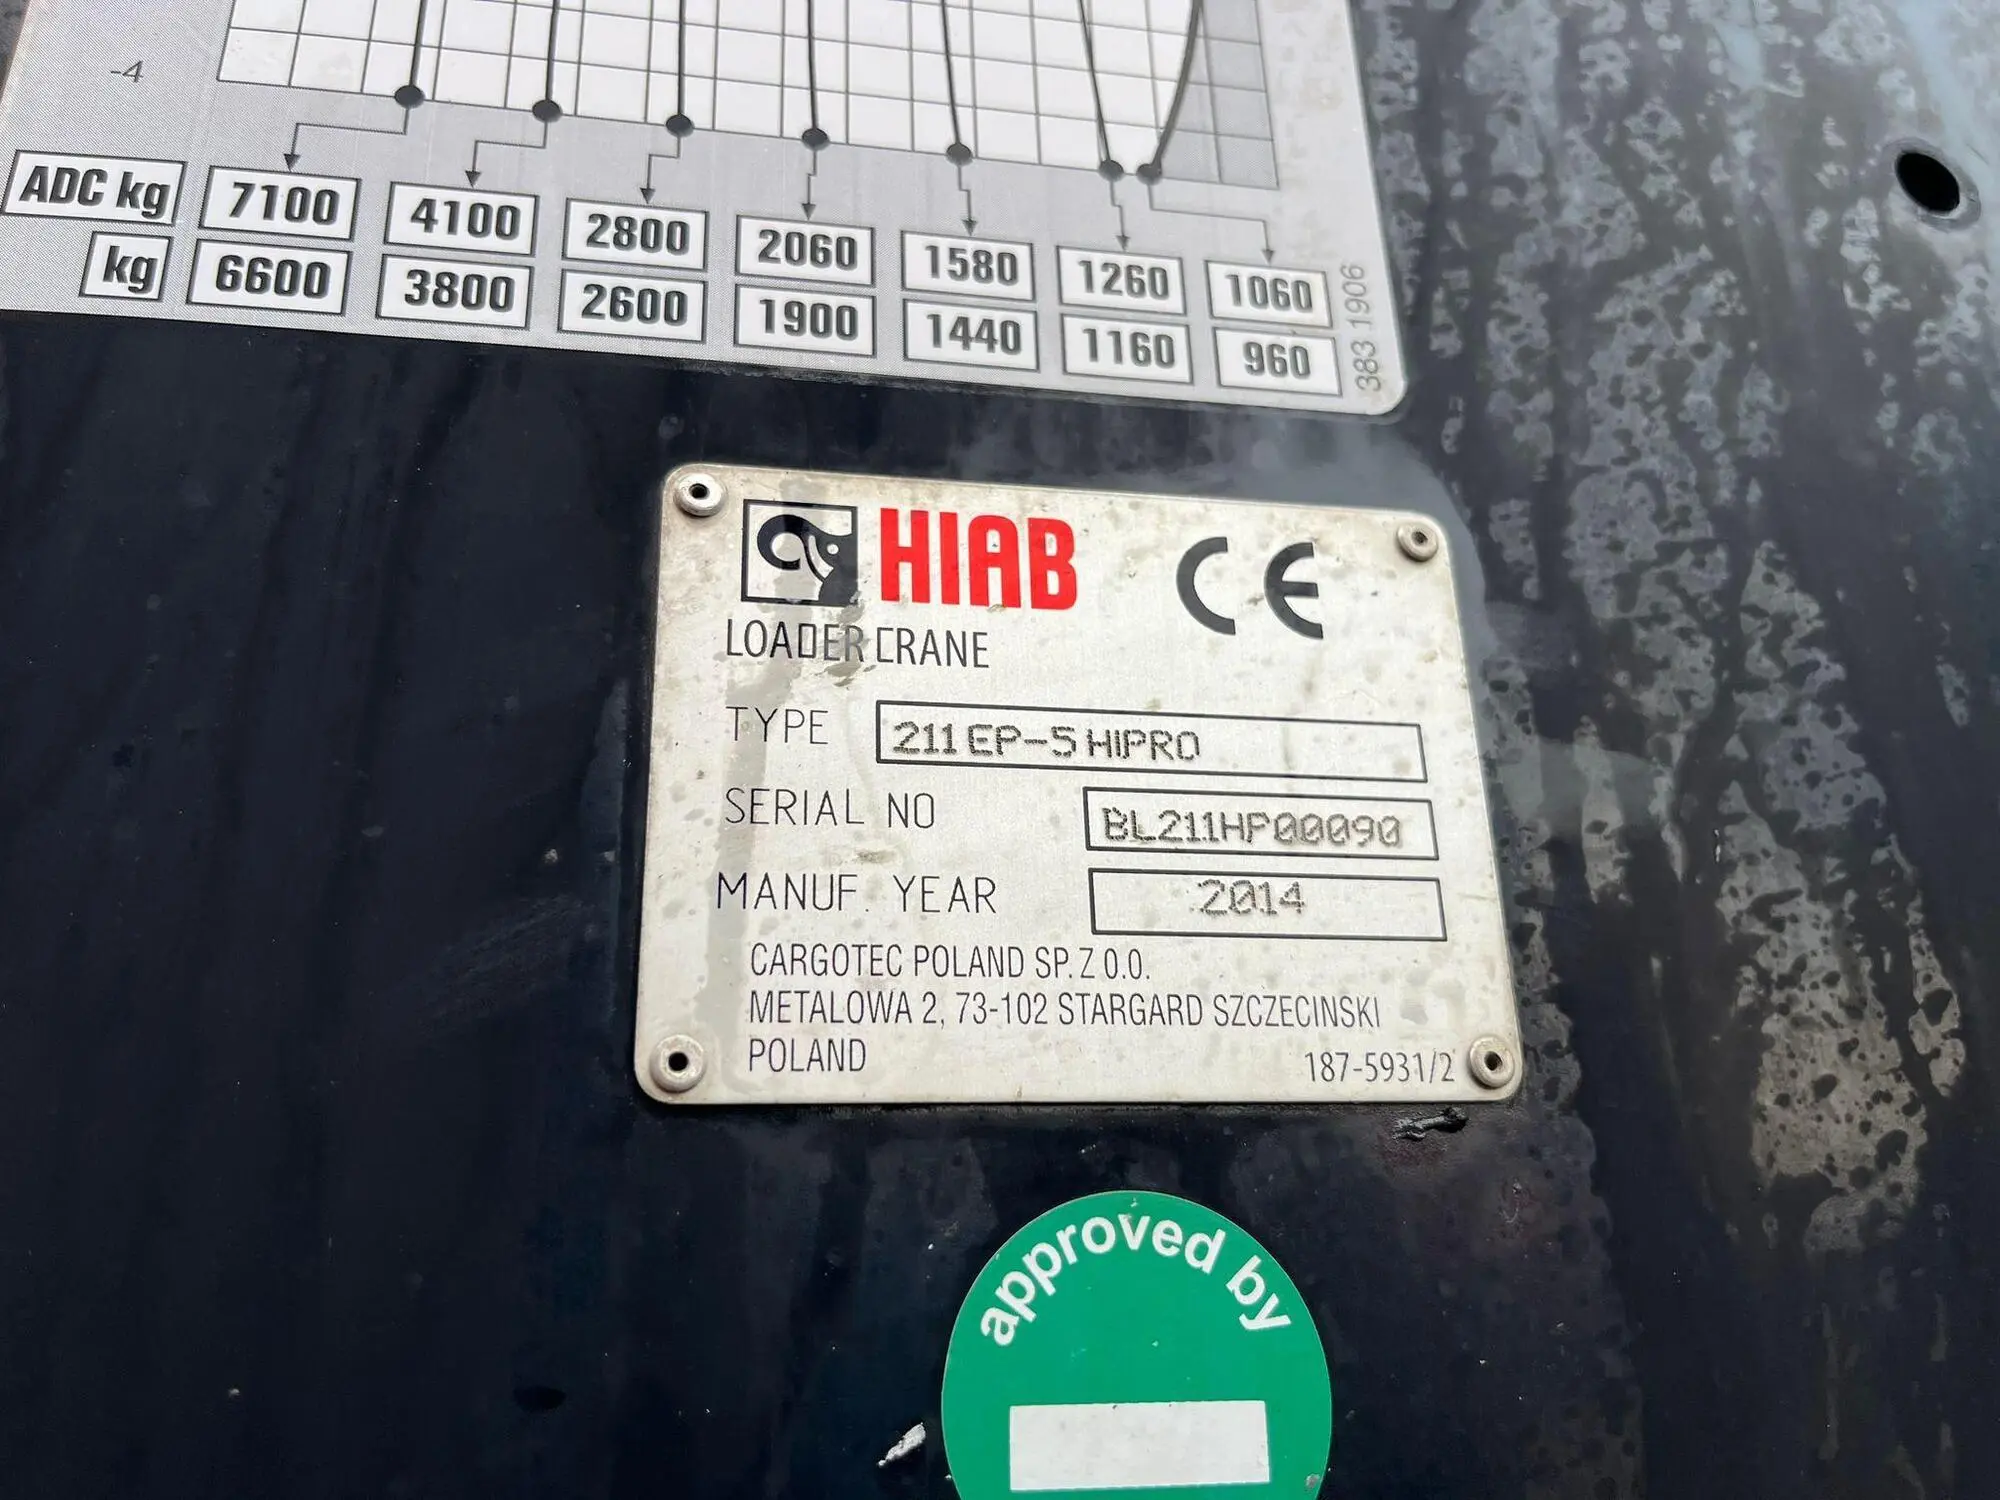 -4
ADC kg 7100 4100 2800 2060 1580 1260 1060
kg 6600 3800 2600 1900 1440 1160 960
383 1906
HIAB CE
LOADER CRANE
TYPE 211EP-5 HIPRO
SERIAL NO BL211HP00090
MANUF. YEAR 2014
CARGOTEC POLAND SP. Z O.O.
METALOWA 2, 73-102 STARGARD SZCZECINSKI
POLAND 187-5931/2
approved by